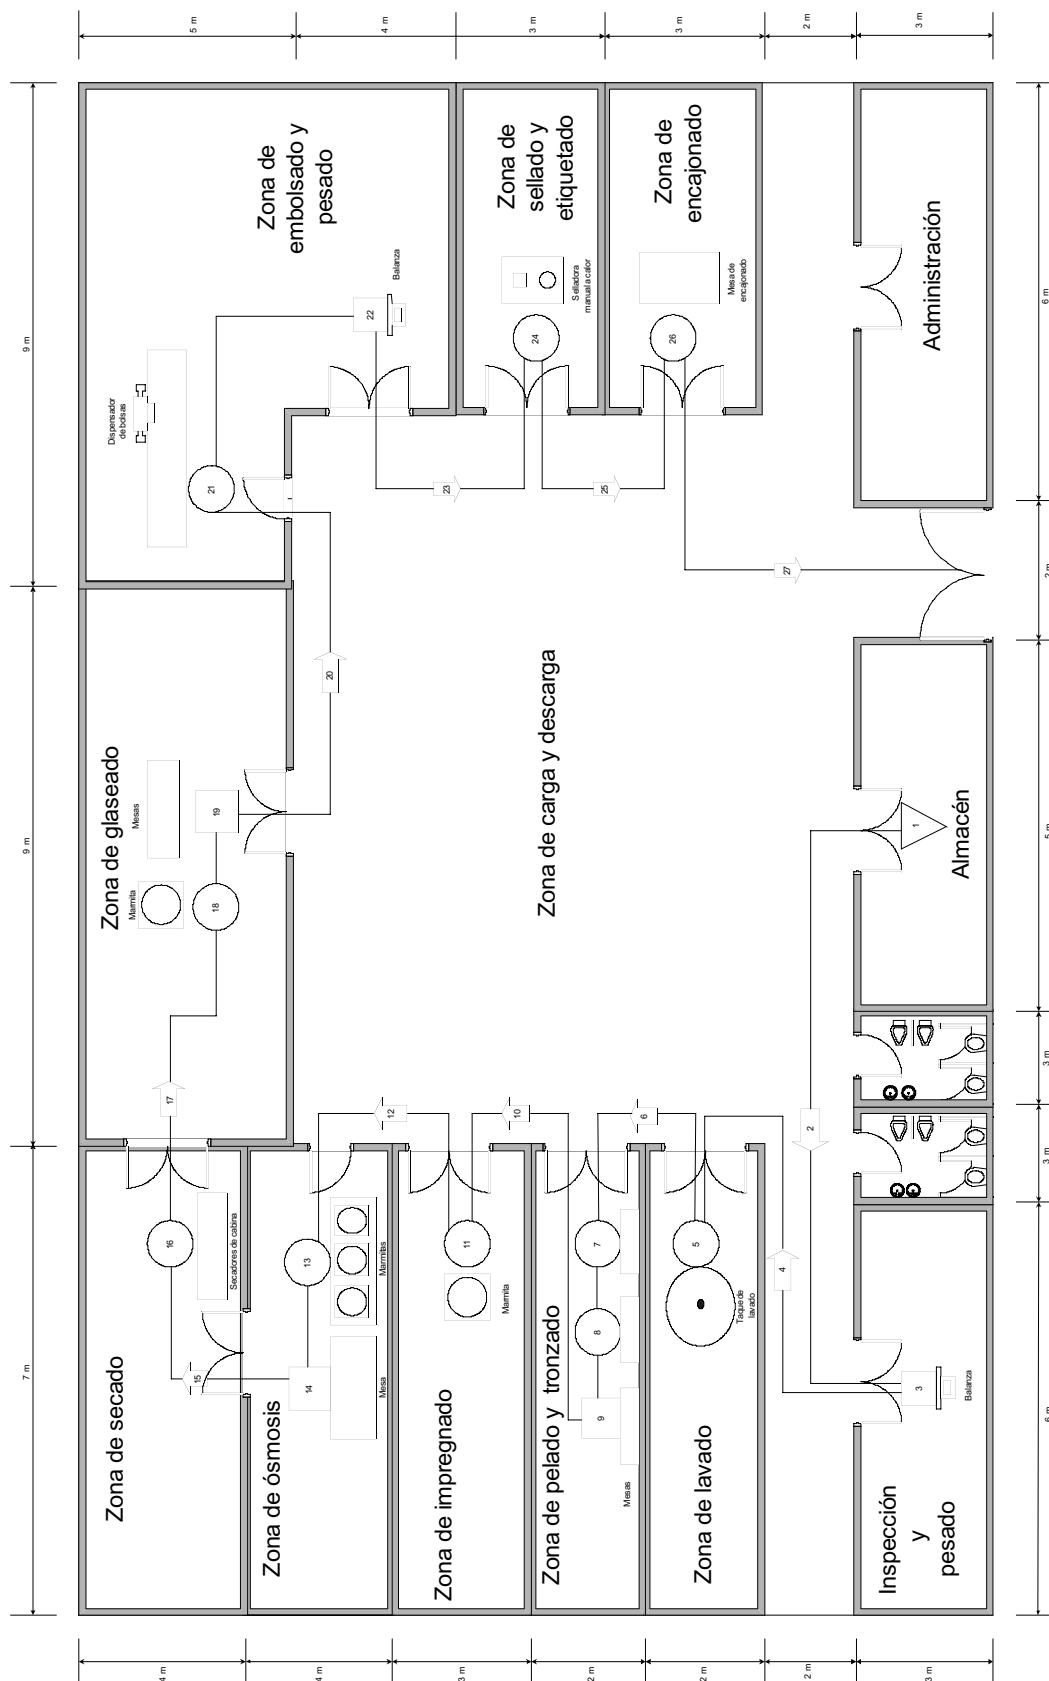 5 m
4 m
3 m
3 m
2 m
3 m
9 m
9 m
7 m
Zona de
embolsado y
pesado
Dispensador
de bolsas
21
22
Balanza
Zona de
sellado y
etiquetado
Selladora
manual a calor
24
Zona de
encajonado
Mesa de
encajonado
26
Administración
6 m
23
25
27
2 m
Zona de glaseado
Mesas
Marmita
19
18
20
17
Zona de carga y descarga
Almacén
1
5 m
3 m
3 m
2
Zona de secado
16
Secadores de cabina
15
Zona de ósmosis
13
14
Marmitas
Mesa
12
Zona de impregnado
11
Marmita
10
Zona de pelado y tronzado
7
8
9
Mesas
6
Zona de lavado
5
Taque de
lavado
4
Inspección
y
pesado
3
Balanza
6 m
4 m
4 m
3 m
2 m
2 m
2 m
3 m